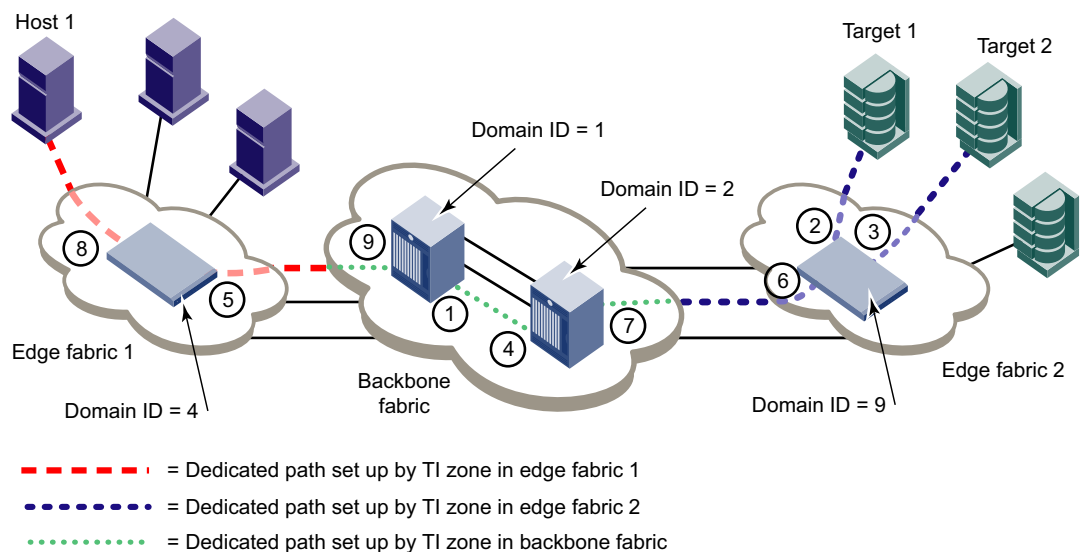 Host 1
Target 1
Target 2
Domain ID = 1
Domain ID = 2
8
5
9
1
4
7
2
3
6
Edge fabric 1
Backbone
fabric
Edge fabric 2
Domain ID = 4
Domain ID = 9
= Dedicated path set up by TI zone in edge fabric 1
= Dedicated path set up by TI zone in edge fabric 2
= Dedicated path set up by TI zone in backbone fabric